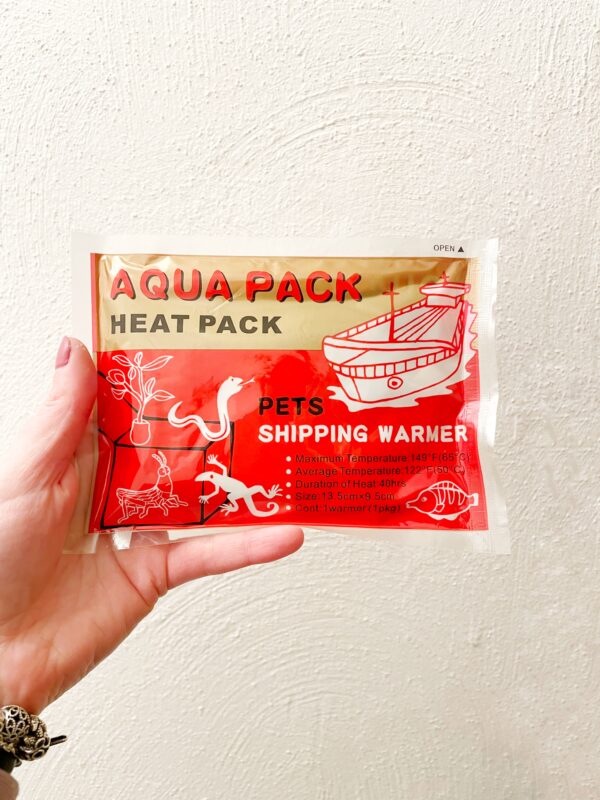 OPEN ▲
AQUA PACK
HEAT PACK
PETS
SHIPPING WARMER
● Maximum Temperature:149°F(65°C)
● Average Temperature:122°F(50°C)
● Duration of Heat 48hrs
● Size:13.5cm×9.5cm
● Cont:1warmer(1pkg)